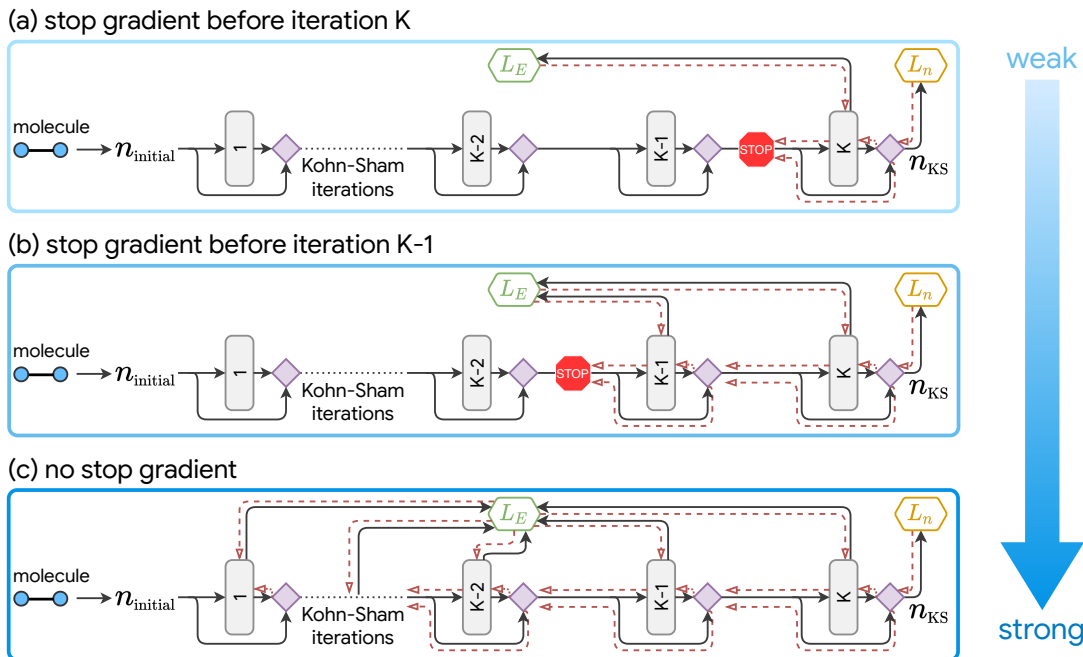 (a) stop gradient before iteration K
weak
L_E
L_n
molecule
n_initial
1
Kohn-Sham
iterations
K-2
K-1
STOP
K
n_KS
(b) stop gradient before iteration K-1
L_E
L_n
molecule
n_initial
1
Kohn-Sham
iterations
K-2
STOP
K-1
K
n_KS
(c) no stop gradient
L_E
L_n
molecule
n_initial
1
Kohn-Sham
iterations
K-2
K-1
K
n_KS
strong